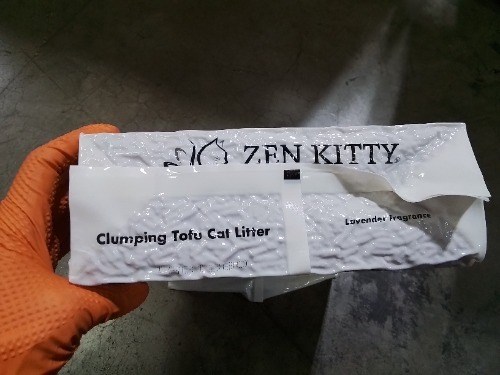 ZEN KITTY
Clumping Tofu Cat Litter
Lavender Fragrance